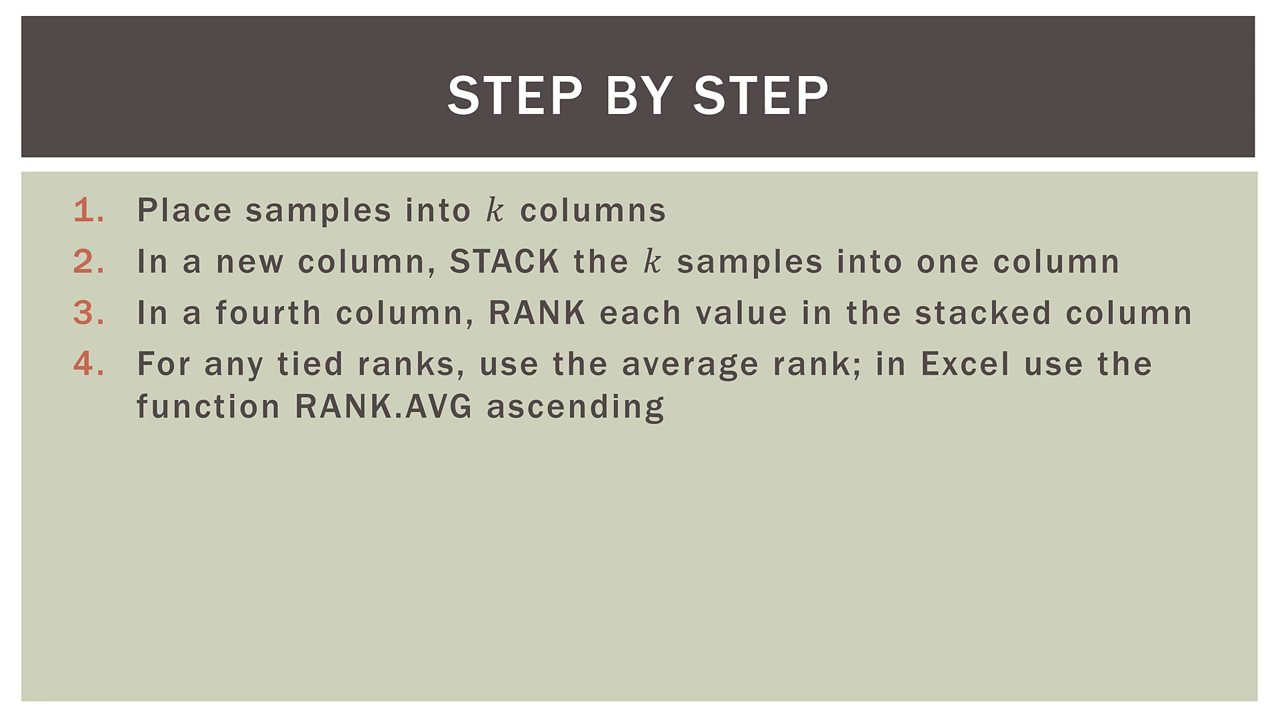 STEP BY STEP
1. Place samples into k columns
2. In a new column, STACK the k samples into one column
3. In a fourth column, RANK each value in the stacked column
4. For any tied ranks, use the average rank; in Excel use the
function RANK.AVG ascending